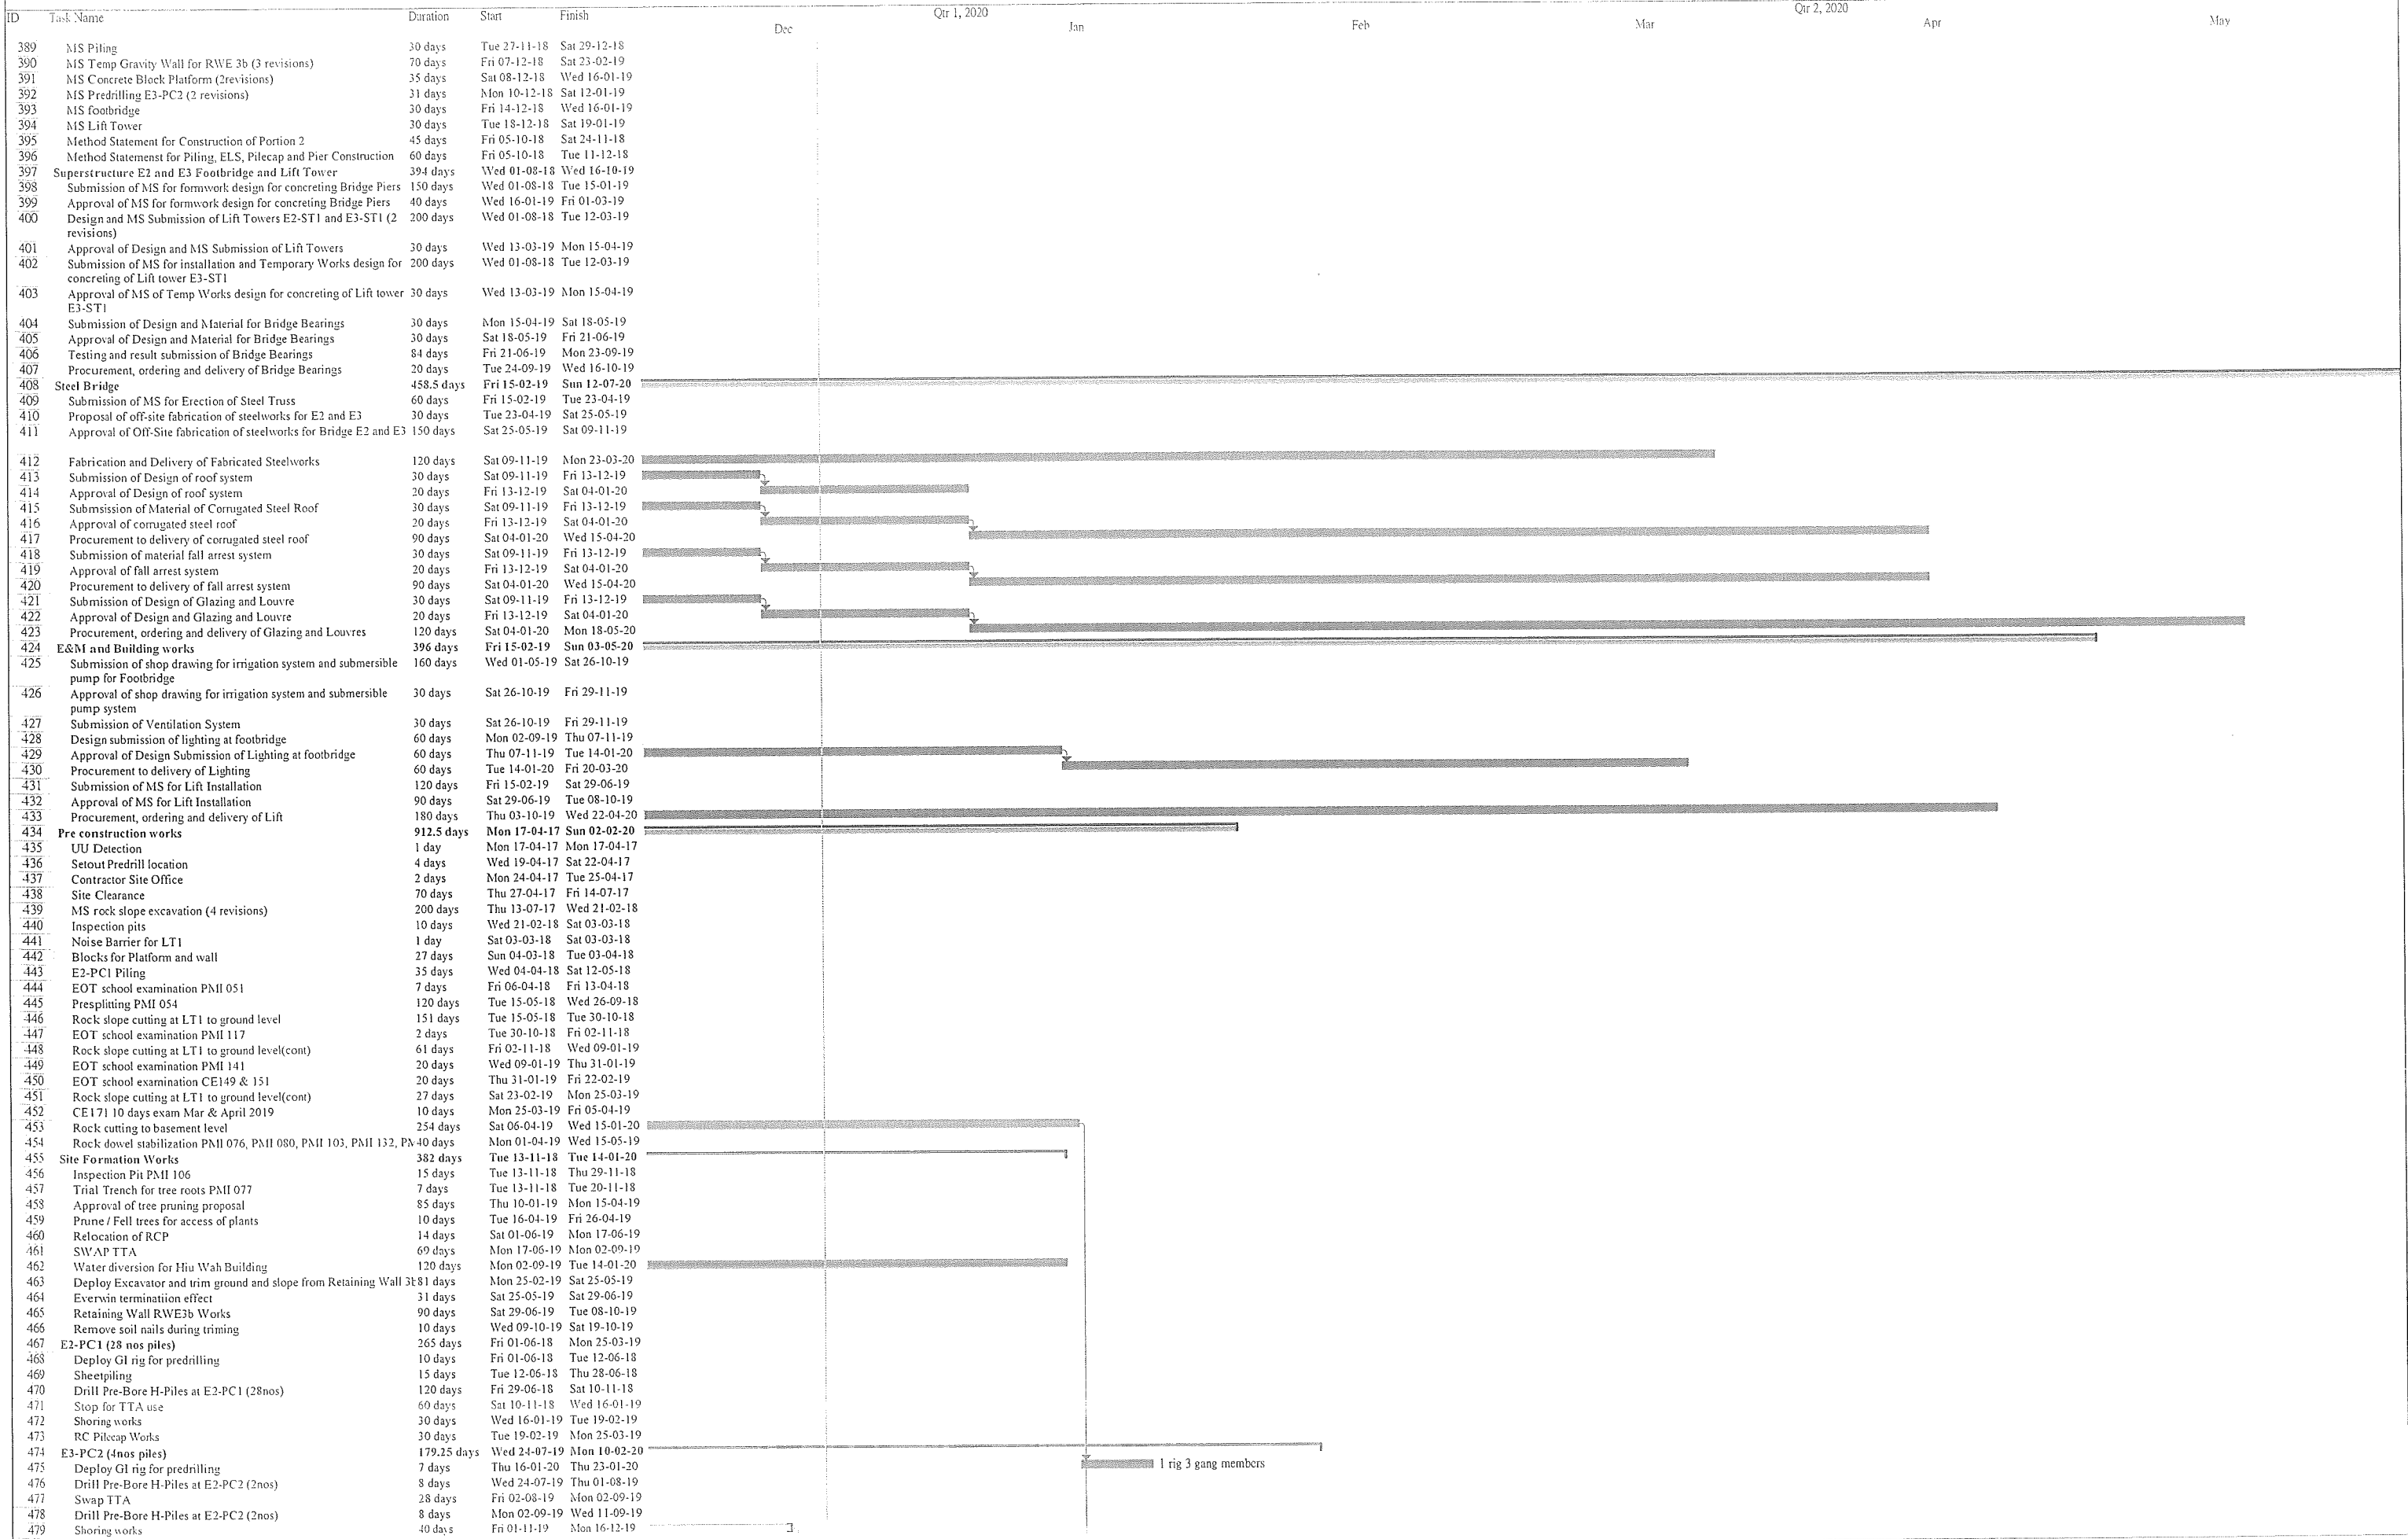 ID Task Name Duration Start Finish Qtr 1, 2020 Qtr 2, 2020
Dec Jan Feb Mar Apr May
389 MS Piling 30 days Tue 27-11-18 Sat 29-12-18
390 MS Temp Gravity Wall for RWE 3b (3 revisions) 70 days Fri 07-12-18 Sat 23-02-19
391 MS Concrete Block Platform (2revisions) 35 days Sat 08-12-18 Wed 16-01-19
392 MS Predrilling E3-PC2 (2 revisions) 31 days Mon 10-12-18 Sat 12-01-19
393 MS footbridge 30 days Fri 14-12-18 Wed 16-01-19
394 MS Lift Tower 30 days Tue 18-12-18 Sat 19-01-19
395 Method Statement for Construction of Portion 2 45 days Fri 05-10-18 Sat 24-11-18
396 Method Statemenst for Piling, ELS, Pilecap and Pier Construction 60 days Fri 05-10-18 Tue 11-12-18
397 Superstructure E2 and E3 Footbridge and Lift Tower 394 days Wed 01-08-18 Wed 16-10-19
398 Submission of MS for formwork design for concreting Bridge Piers 150 days Wed 01-08-18 Tue 15-01-19
399 Approval of MS for formwork design for concreting Bridge Piers 40 days Wed 16-01-19 Fri 01-03-19
400 Design and MS Submission of Lift Towers E2-ST1 and E3-ST1 (2 200 days Wed 01-08-18 Tue 12-03-19
revisions)
401 Approval of Design and MS Submission of Lift Towers 30 days Wed 13-03-19 Mon 15-04-19
402 Submission of MS for installation and Temporary Works design for 200 days Wed 01-08-18 Tue 12-03-19
concreting of Lift tower E3-ST1
403 Approval of MS of Temp Works design for concreting of Lift tower 30 days Wed 13-03-19 Mon 15-04-19
E3-ST1
404 Submission of Design and Material for Bridge Bearings 30 days Mon 15-04-19 Sat 18-05-19
405 Approval of Design and Material for Bridge Bearings 30 days Sat 18-05-19 Fri 21-06-19
406 Testing and result submission of Bridge Bearings 84 days Fri 21-06-19 Mon 23-09-19
407 Procurement, ordering and delivery of Bridge Bearings 20 days Tue 24-09-19 Wed 16-10-19
408 Steel Bridge 458.5 days Fri 15-02-19 Sun 12-07-20
409 Submission of MS for Erection of Steel Truss 60 days Fri 15-02-19 Tue 23-04-19
410 Proposal of off-site fabrication of steelworks for E2 and E3 30 days Tue 23-04-19 Sat 25-05-19
411 Approval of Off-Site fabrication of steelworks for Bridge E2 and E3 150 days Sat 25-05-19 Sat 09-11-19
412 Fabrication and Delivery of Fabricated Steelworks 120 days Sat 09-11-19 Mon 23-03-20
413 Submission of Design of roof system 30 days Sat 09-11-19 Fri 13-12-19
414 Approval of Design of roof system 20 days Fri 13-12-19 Sat 04-01-20
415 Submsission of Material of Corrugated Steel Roof 30 days Sat 09-11-19 Fri 13-12-19
416 Approval of corrugated steel roof 20 days Fri 13-12-19 Sat 04-01-20
417 Procurement to delivery of corrugated steel roof 90 days Sat 04-01-20 Wed 15-04-20
418 Submission of material fall arrest system 30 days Sat 09-11-19 Fri 13-12-19
419 Approval of fall arrest system 20 days Fri 13-12-19 Sat 04-01-20
420 Procurement to delivery of fall arrest system 90 days Sat 04-01-20 Wed 15-04-20
421 Submission of Design of Glazing and Louvre 30 days Sat 09-11-19 Fri 13-12-19
422 Approval of Design and Glazing and Louvre 20 days Fri 13-12-19 Sat 04-01-20
423 Procurement, ordering and delivery of Glazing and Louvres 120 days Sat 04-01-20 Mon 18-05-20
424 E&M and Building works 396 days Fri 15-02-19 Sun 03-05-20
425 Submission of shop drawing for irrigation system and submersible 160 days Wed 01-05-19 Sat 26-10-19
pump for Footbridge
426 Approval of shop drawing for irrigation system and submersible 30 days Sat 26-10-19 Fri 29-11-19
pump system
427 Submission of Ventilation System 30 days Sat 26-10-19 Fri 29-11-19
428 Design submission of lighting at footbridge 60 days Mon 02-09-19 Thu 07-11-19
429 Approval of Design Submission of Lighting at footbridge 60 days Thu 07-11-19 Tue 14-01-20
430 Procurement to delivery of Lighting 60 days Tue 14-01-20 Fri 20-03-20
431 Submission of MS for Lift Installation 120 days Fri 15-02-19 Sat 29-06-19
432 Approval of MS for Lift Installation 90 days Sat 29-06-19 Tue 08-10-19
433 Procurement, ordering and delivery of Lift 180 days Thu 03-10-19 Wed 22-04-20
434 Pre construction works 912.5 days Mon 17-04-17 Sun 02-02-20
435 UU Detection 1 day Mon 17-04-17 Mon 17-04-17
436 Setout Predrill location 4 days Wed 19-04-17 Sat 22-04-17
437 Contractor Site Office 2 days Mon 24-04-17 Tue 25-04-17
438 Site Clearance 70 days Thu 27-04-17 Fri 14-07-17
439 MS rock slope excavation (4 revisions) 200 days Thu 13-07-17 Wed 21-02-18
440 Inspection pits 10 days Wed 21-02-18 Sat 03-03-18
441 Noise Barrier for LT1 1 day Sat 03-03-18 Sat 03-03-18
442 Blocks for Platform and wall 27 days Sun 04-03-18 Tue 03-04-18
443 E2-PC1 Piling 35 days Wed 04-04-18 Sat 12-05-18
444 EOT school examination PMI 051 7 days Fri 06-04-18 Fri 13-04-18
445 Presplitting PMI 054 120 days Tue 15-05-18 Wed 26-09-18
446 Rock slope cutting at LT1 to ground level 151 days Tue 15-05-18 Tue 30-10-18
447 EOT school examination PMI 117 2 days Tue 30-10-18 Fri 02-11-18
448 Rock slope cutting at LT1 to ground level(cont) 61 days Fri 02-11-18 Wed 09-01-19
449 EOT school examination PMI 141 20 days Wed 09-01-19 Thu 31-01-19
450 EOT school examination CE149 & 151 20 days Thu 31-01-19 Fri 22-02-19
451 Rock slope cutting at LT1 to ground level(cont) 27 days Sat 23-02-19 Mon 25-03-19
452 CE171 10 days exam Mar & April 2019 10 days Mon 25-03-19 Fri 05-04-19
453 Rock cutting to basement level 254 days Sat 06-04-19 Wed 15-01-20
454 Rock dowel stabilization PMI 076, PMI 080, PMI 103, PMI 132, PM 40 days Mon 01-04-19 Wed 15-05-19
455 Site Formation Works 382 days Tue 13-11-18 Tue 14-01-20
456 Inspection Pit PMI 106 15 days Tue 13-11-18 Thu 29-11-18
457 Trial Trench for tree roots PMI 077 7 days Tue 13-11-18 Tue 20-11-18
458 Approval of tree pruning proposal 85 days Thu 10-01-19 Mon 15-04-19
459 Prune / Fell trees for access of plants 10 days Tue 16-04-19 Fri 26-04-19
460 Relocation of RCP 14 days Sat 01-06-19 Mon 17-06-19
461 SWAP TTA 69 days Mon 17-06-19 Mon 02-09-19
462 Water diversion for Hiu Wah Building 120 days Mon 02-09-19 Tue 14-01-20
463 Deploy Excavator and trim ground and slope from Retaining Wall 3b 81 days Mon 25-02-19 Sat 25-05-19
464 Everwin terminatiion effect 31 days Sat 25-05-19 Sat 29-06-19
465 Retaining Wall RWE3b Works 90 days Sat 29-06-19 Tue 08-10-19
466 Remove soil nails during triming 10 days Wed 09-10-19 Sat 19-10-19
467 E2-PC1 (28 nos piles) 265 days Fri 01-06-18 Mon 25-03-19
468 Deploy GI rig for predrilling 10 days Fri 01-06-18 Tue 12-06-18
469 Sheetpiling 15 days Tue 12-06-18 Thu 28-06-18
470 Drill Pre-Bore H-Piles at E2-PC1 (28nos) 120 days Fri 29-06-18 Sat 10-11-18
471 Stop for TTA use 60 days Sat 10-11-18 Wed 16-01-19
472 Shoring works 30 days Wed 16-01-19 Tue 19-02-19
473 RC Pilecap Works 30 days Tue 19-02-19 Mon 25-03-19
474 E3-PC2 (4nos piles) 179.25 days Wed 24-07-19 Mon 10-02-20
475 Deploy GI rig for predrilling 7 days Thu 16-01-20 Thu 23-01-20 1 rig 3 gang members
476 Drill Pre-Bore H-Piles at E2-PC2 (2nos) 8 days Wed 24-07-19 Thu 01-08-19
477 Swap TTA 28 days Fri 02-08-19 Mon 02-09-19
478 Drill Pre-Bore H-Piles at E2-PC2 (2nos) 8 days Mon 02-09-19 Wed 11-09-19
479 Shoring works 40 days Fri 01-11-19 Mon 16-12-19